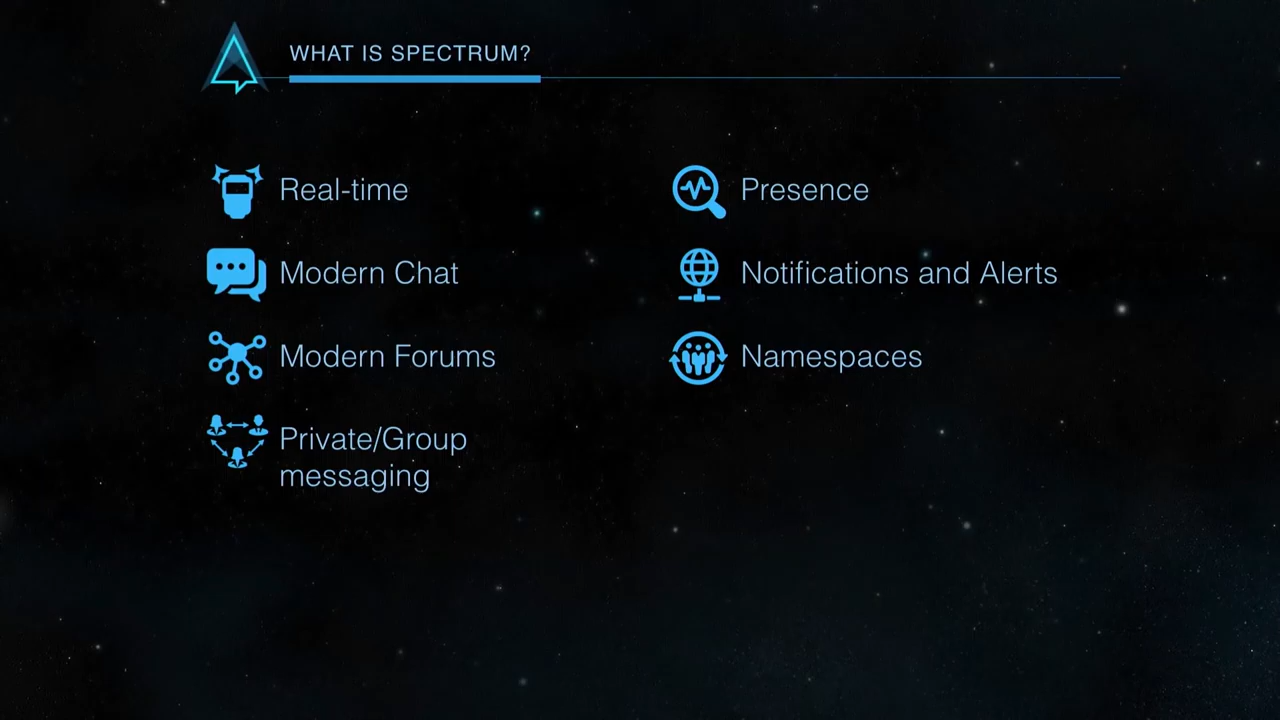 WHAT IS SPECTRUM?
Real-time
Modern Chat
Modern Forums
Private/Group
messaging
Presence
Notifications and Alerts
Namespaces